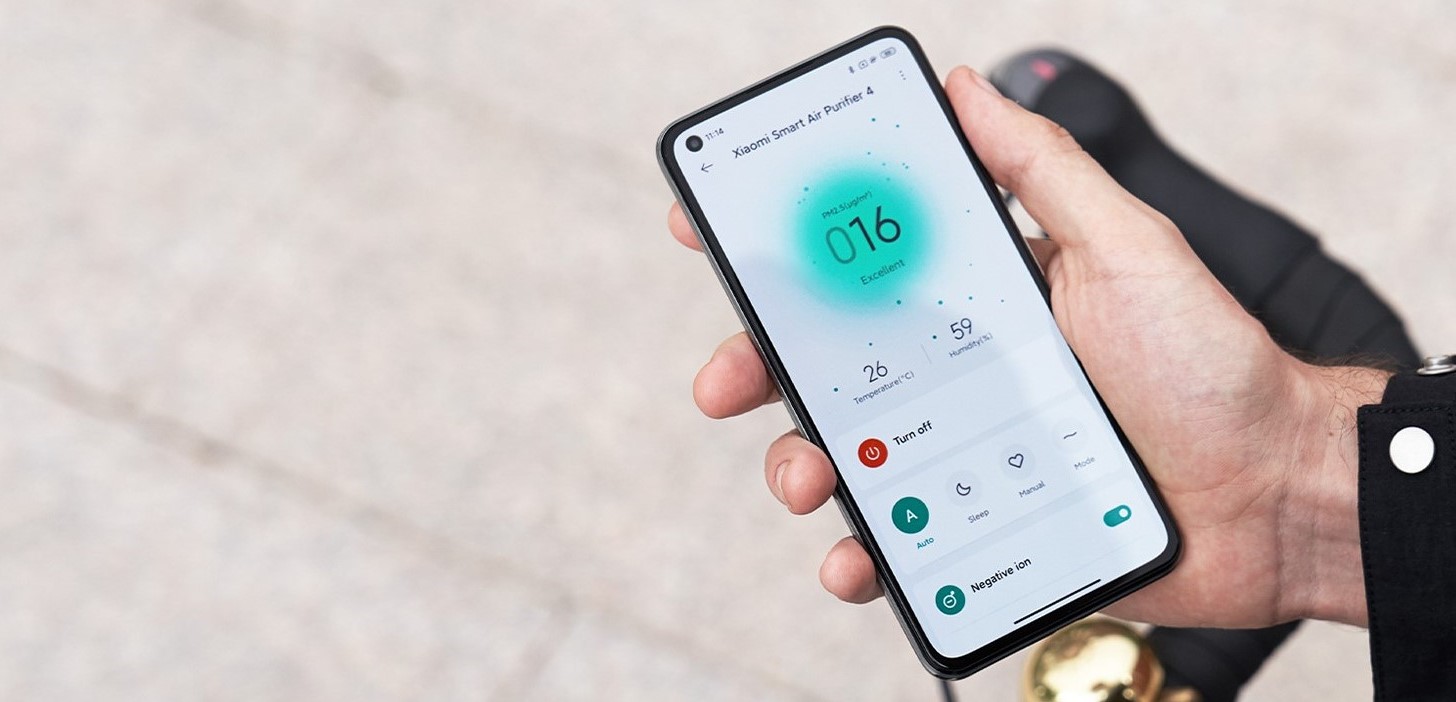 11:14
Xiaomi Smart Air Purifier 4
PM2.5(μg/m³)
016
Excellent
26
Temperature(°C)
59
Humidity(%)
Turn off
A
Auto
Sleep
Manual
Mode
Negative ion